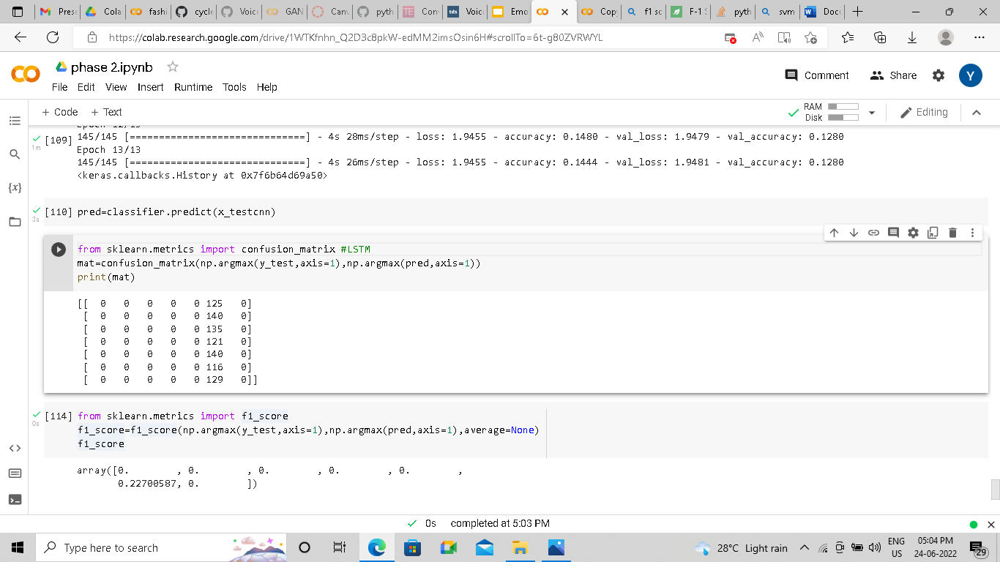 Prese
Cola
fashi
cycle
Voice
GAN
Canv
pyth
Con
tds Voice
Emo
Cop
f1 sc
F-1 S
pyth
svm
Docu
https://colab.research.google.com/drive/1WTKfnhn_Q2D3c8pkW-edMM2imsOsin6H#scrollTo=6t-g80ZVRWYL
phase 2.ipynb
Comment
Share
Y
File Edit View Insert Runtime Tools Help
+ Code + Text
RAM
Disk
Editing
Epoch 12/13
[109] 145/145 [==============================] - 4s 28ms/step - loss: 1.9455 - accuracy: 0.1480 - val_loss: 1.9479 - val_accuracy: 0.1280
1m
Epoch 13/13
145/145 [==============================] - 4s 26ms/step - loss: 1.9455 - accuracy: 0.1444 - val_loss: 1.9481 - val_accuracy: 0.1280
<keras.callbacks.History at 0x7f6b64d69a50>
[110] pred=classifier.predict(x_testcnn)
3s
from sklearn.metrics import confusion_matrix #LSTM
mat=confusion_matrix(np.argmax(y_test,axis=1),np.argmax(pred,axis=1))
print(mat)
[[ 0 0 0 0 0 125 0]
[ 0 0 0 0 0 140 0]
[ 0 0 0 0 0 135 0]
[ 0 0 0 0 0 121 0]
[ 0 0 0 0 0 140 0]
[ 0 0 0 0 0 116 0]
[ 0 0 0 0 0 129 0]]
[114] from sklearn.metrics import f1_score
0s
f1_score=f1_score(np.argmax(y_test,axis=1),np.argmax(pred,axis=1),average=None)
f1_score
array([0. , 0. , 0. , 0. , 0. ,
0.22700587, 0. ])
0s completed at 5:03 PM
Type here to search
28°C Light rain
ENG
US
05:04 PM
24-06-2022
29